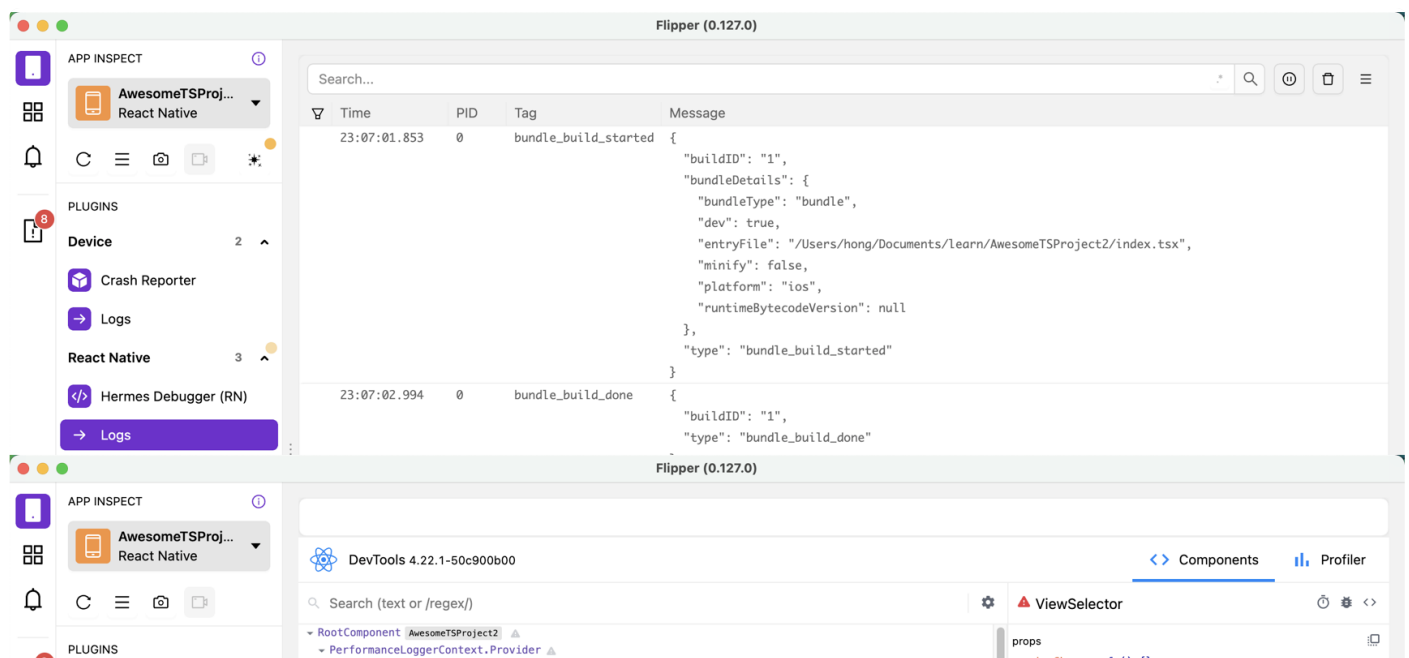 Flipper (0.127.0)
APP INSPECT
AwesomeTSProj...
React Native
PLUGINS
8
Device 2
Crash Reporter
Logs
React Native 3
Hermes Debugger (RN)
Logs
Search...
Time PID Tag Message
23:07:01.853 0 bundle_build_started {
"buildID": "1",
"bundleDetails": {
"bundleType": "bundle",
"dev": true,
"entryFile": "/Users/hong/Documents/learn/AwesomeTSProject2/index.tsx",
"minify": false,
"platform": "ios",
"runtimeBytecodeVersion": null
},
"type": "bundle_build_started"
}
23:07:02.994 0 bundle_build_done {
"buildID": "1",
"type": "bundle_build_done"
Flipper (0.127.0)
APP INSPECT
AwesomeTSProj...
React Native
PLUGINS
DevTools 4.22.1-50c900b00
Components
Profiler
Search (text or /regex/)
RootComponent AwesomeTSProject2
PerformanceLoggerContext.Provider
ViewSelector
props